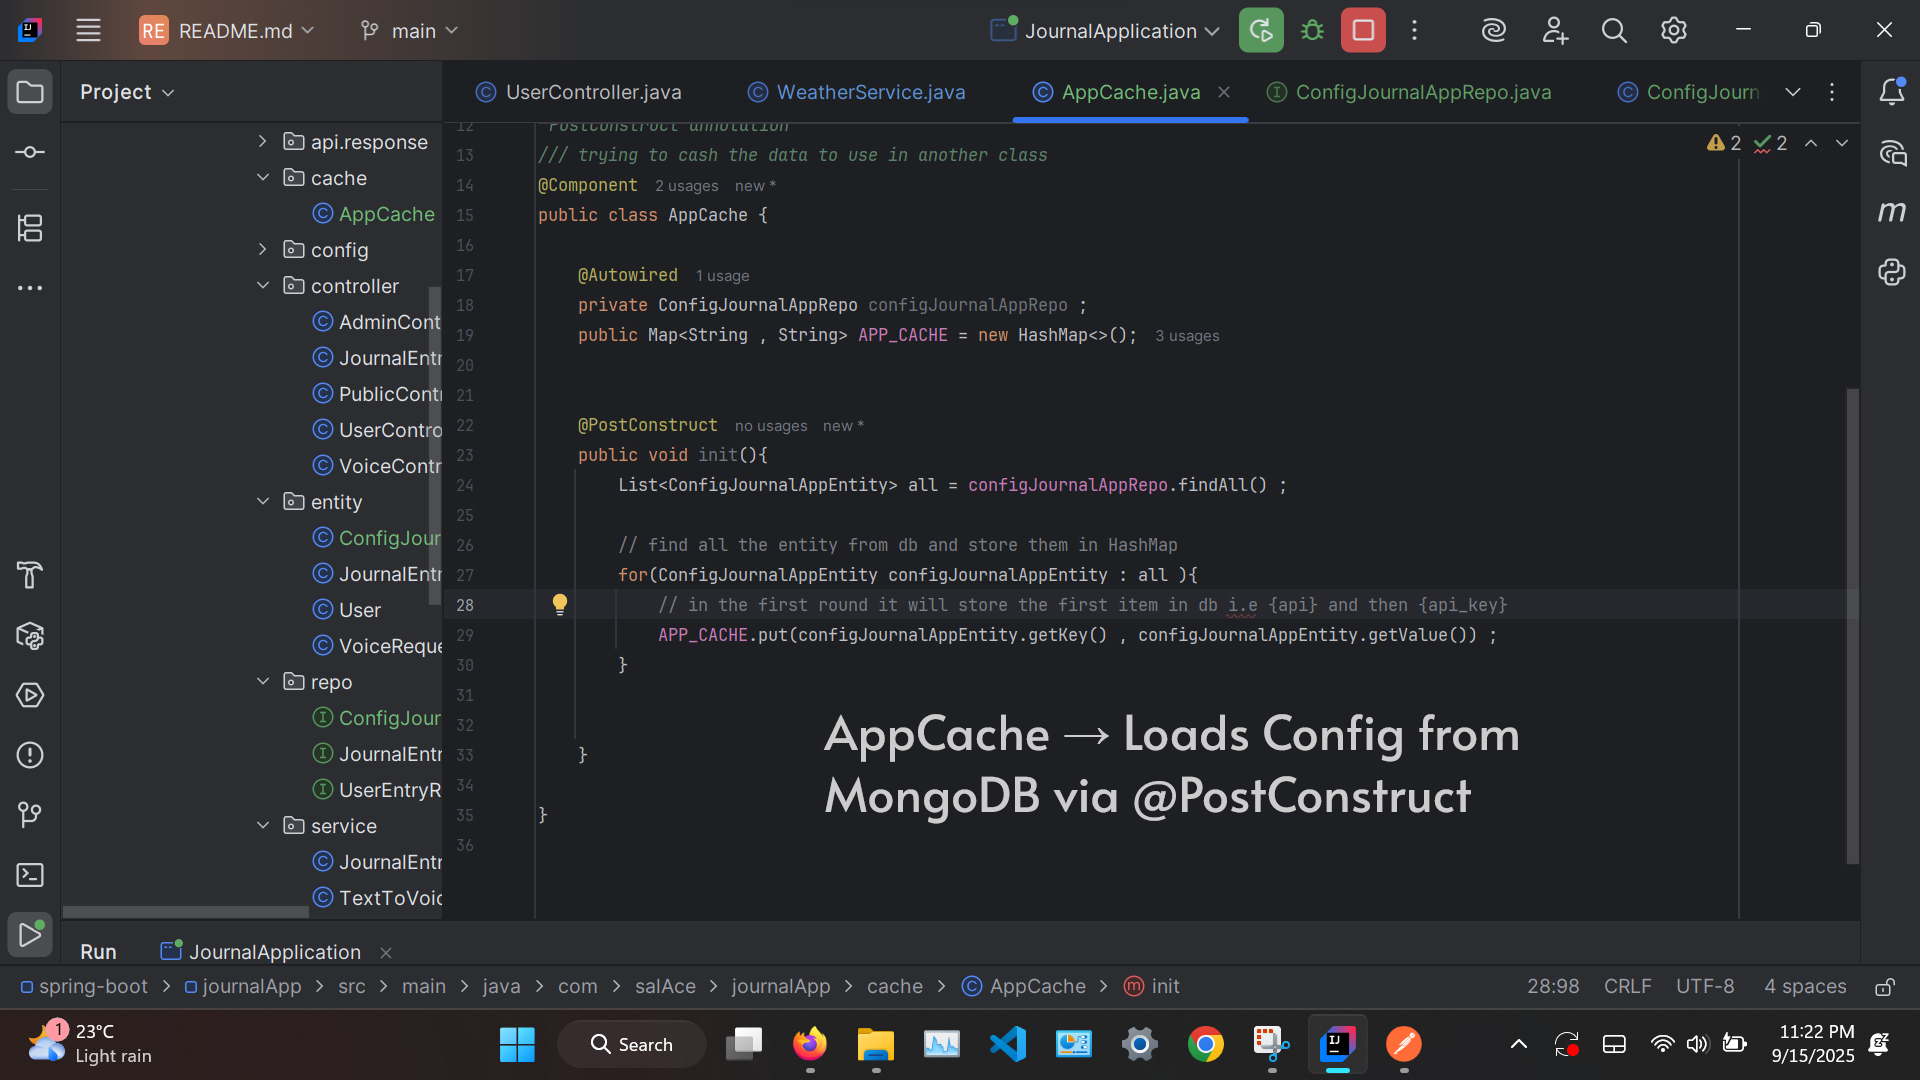 RE README.md
main
JournalApplication
Project
UserController.java
WeatherService.java
AppCache.java
ConfigJournalAppRepo.java
ConfigJourn
api.response
cache
AppCache
config
controller
AdminCont
JournalEntr
PublicContr
UserContro
VoiceContr
entity
ConfigJour
JournalEntr
User
VoiceReque
repo
ConfigJour
JournalEntr
UserEntryR
service
JournalEntr
TextToVoic
2 2
12 PostConstruct annotation
13 /// trying to cash the data to use in another class
14 @Component 2 usages new *
15 public class AppCache {
16
17 @Autowired 1 usage
18 private ConfigJournalAppRepo configJournalAppRepo ;
19 public Map<String , String> APP_CACHE = new HashMap<>(); 3 usages
20
21
22 @PostConstruct no usages new *
23 public void init(){
24 List<ConfigJournalAppEntity> all = configJournalAppRepo.findAll() ;
25
26 // find all the entity from db and store them in HashMap
27 for(ConfigJournalAppEntity configJournalAppEntity : all ){
28 // in the first round it will store the first item in db i.e {api} and then {api_key}
29 APP_CACHE.put(configJournalAppEntity.getKey() , configJournalAppEntity.getValue()) ;
30 }
31
32
33 }
34
35 }
36
AppCache → Loads Config from
MongoDB via @PostConstruct
Run JournalApplication
spring-boot > journalApp > src > main > java > com > salAce > journalApp > cache > AppCache > init
28:98 CRLF UTF-8 4 spaces
1 23°C
Light rain
Search
11:22 PM
9/15/2025